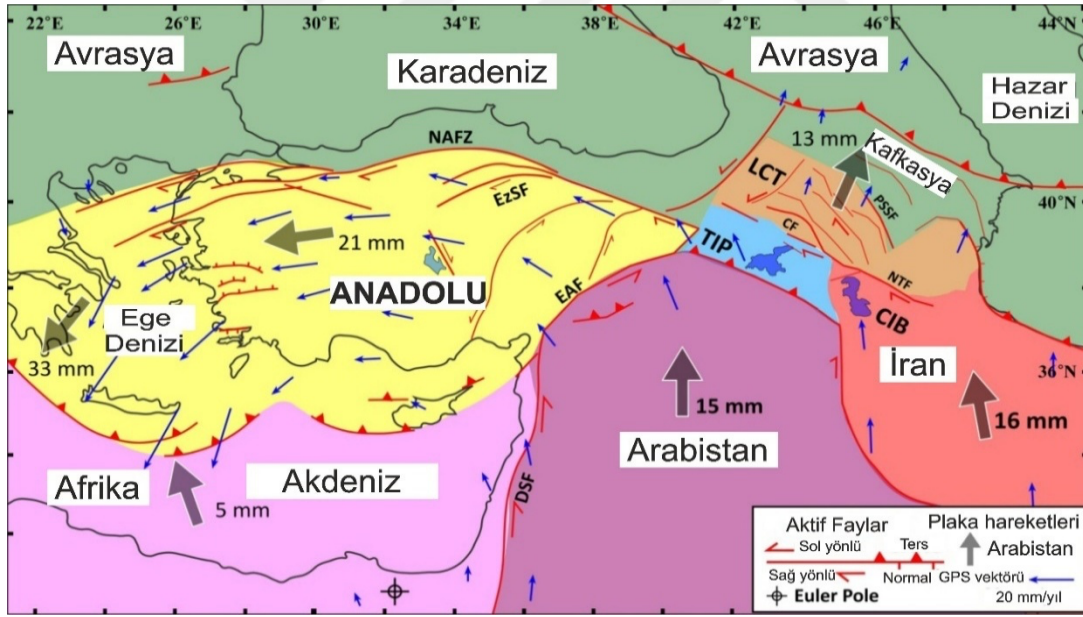 22°E 26°E 30°E 34°E 38°E 42°E 46°E 44°N
Avrasya
Karadeniz
Avrasya
Hazar
Denizi
NAFZ
13 mm
Kafkasya
LCT
PSSF
40°N
EzSF
CF
21 mm
TIP
NTF
ANADOLU
EAF
CIB
Ege
Denizi
İran
36°N
33 mm
15 mm
16 mm
Arabistan
Afrika
Akdeniz
5 mm
DSF
Aktif Faylar
Plaka hareketleri
Sol yönlü
Ters
Arabistan
Sağ yönlü
Normal
GPS vektörü
Euler Pole
20 mm/yıl